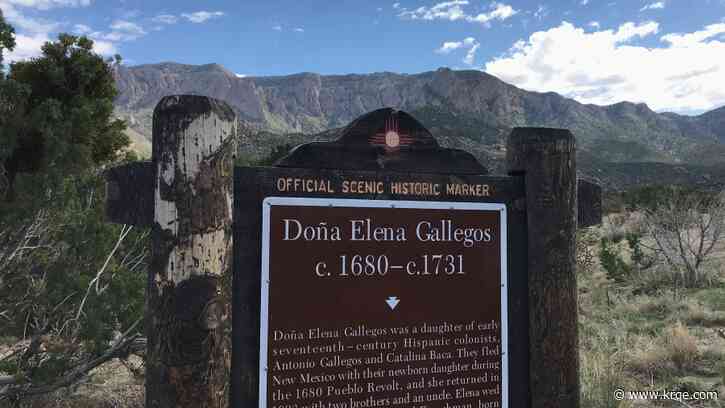 OFFICIAL SCENIC HISTORIC MARKER
Doña Elena Gallegos
c. 1680–c.1731
Doña Elena Gallegos was a daughter of early
seventeenth–century Hispanic colonists,
Antonio Gallegos and Catalina Baca. They fled
New Mexico with their newborn daughter during
the 1680 Pueblo Revolt, and she returned in
with two brothers and an uncle. Elena wed
born
www.krqe.com